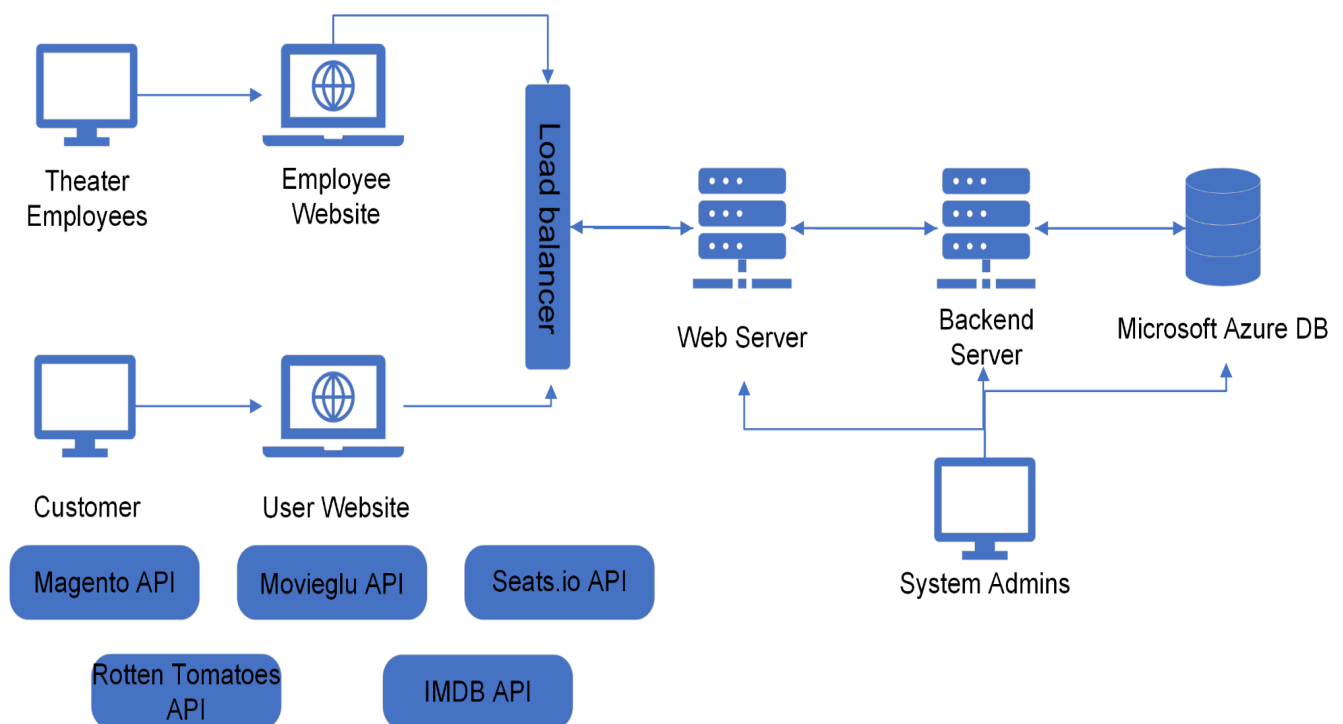 Theater
Employees
Employee
Website
Load balancer
Web Server
Backend
Server
Microsoft Azure DB
Customer
User Website
System Admins
Magento API
Movieglu API
Seats.io API
Rotten Tomatoes
API
IMDB API